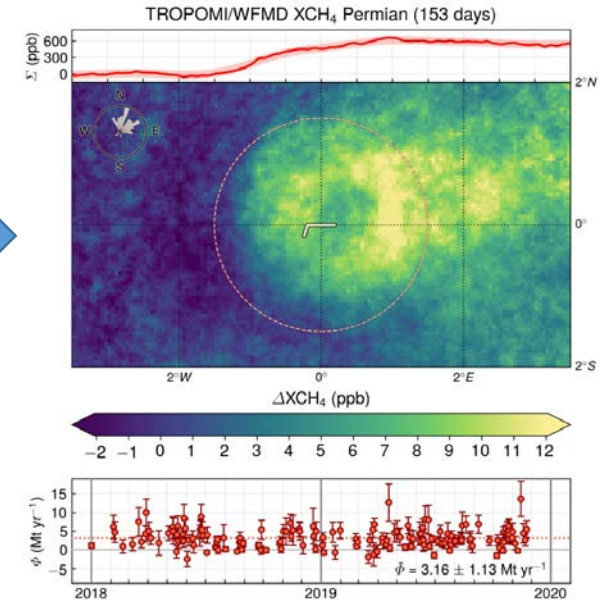 TROPOMI/WFMD XCH₄ Permian (153 days)
Σ (ppb)
600
300
0
N
W E
S
2°N
0°
2°S
2°W 0° 2°E
ΔXCH₄ (ppb)
−2 −1 0 1 2 3 4 5 6 7 8 9 10 11 12
Φ (Mt yr⁻¹)
15
10
5
0
−5
Φ̄ = 3.16 ± 1.13 Mt yr⁻¹
2018 2019 2020